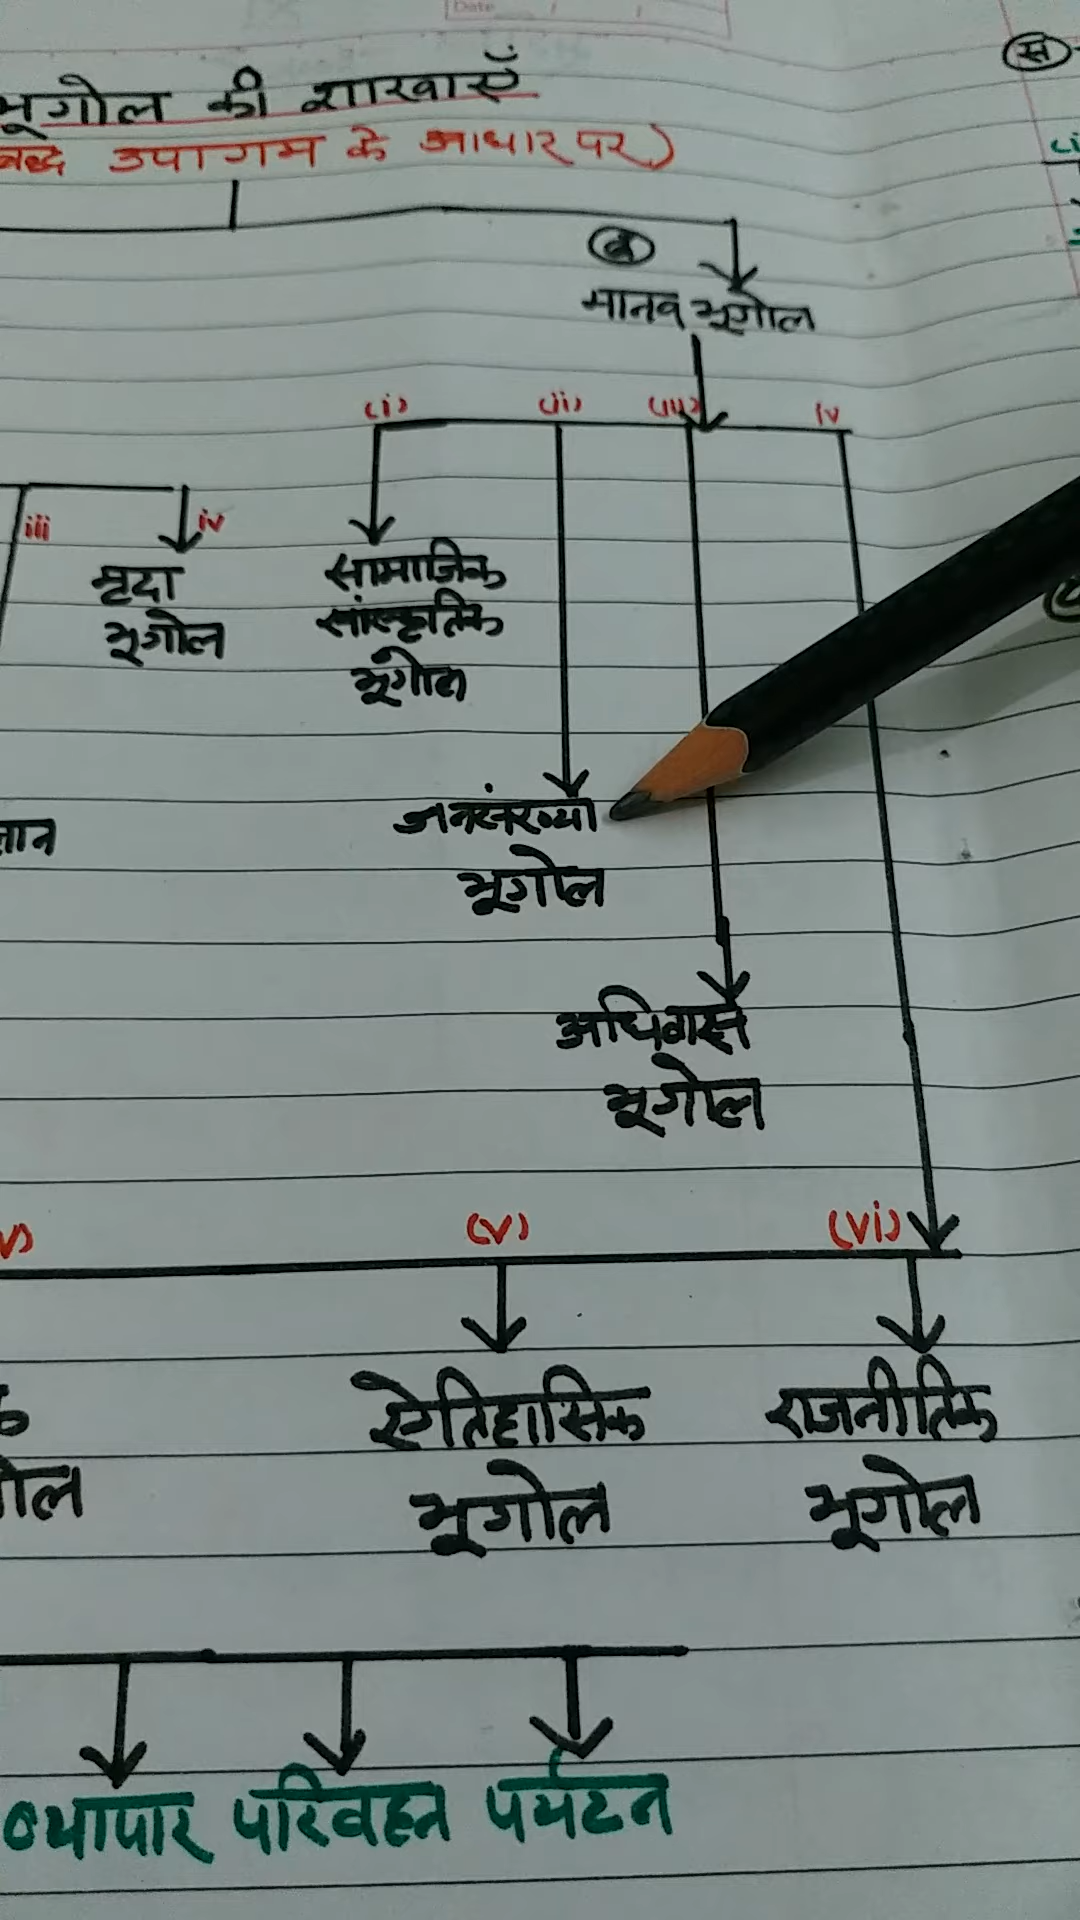 Date
भूगोल की शाखाएँ
उपागम के आधार पर)
स
ब
मानव भूगोल
(i) (ii) (iii) iv
iii iv
मृदा
भूगोल
सामाजिक
सांस्कृतिक
भूगोल
जनसंख्या
भूगोल
अधिवास
भूगोल
(v) (vi)
ऐतिहासिक राजनीतिक
भूगोल भूगोल
व्यापार परिवहन पर्यटन